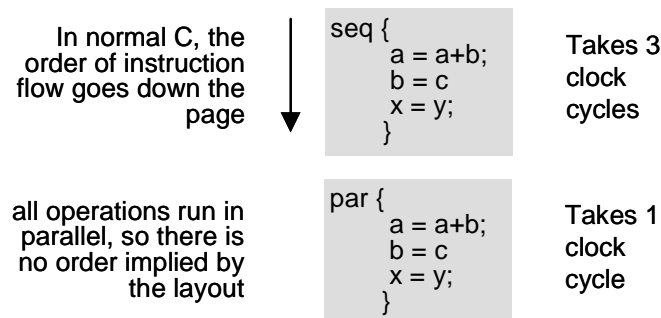 In normal C, the
order of instruction
flow goes down the
page
seq {
a = a+b;
b = c
x = y;
}
Takes 3
clock
cycles
all operations run in
parallel, so there is
no order implied by
the layout
par {
a = a+b;
b = c
x = y;
}
Takes 1
clock
cycle